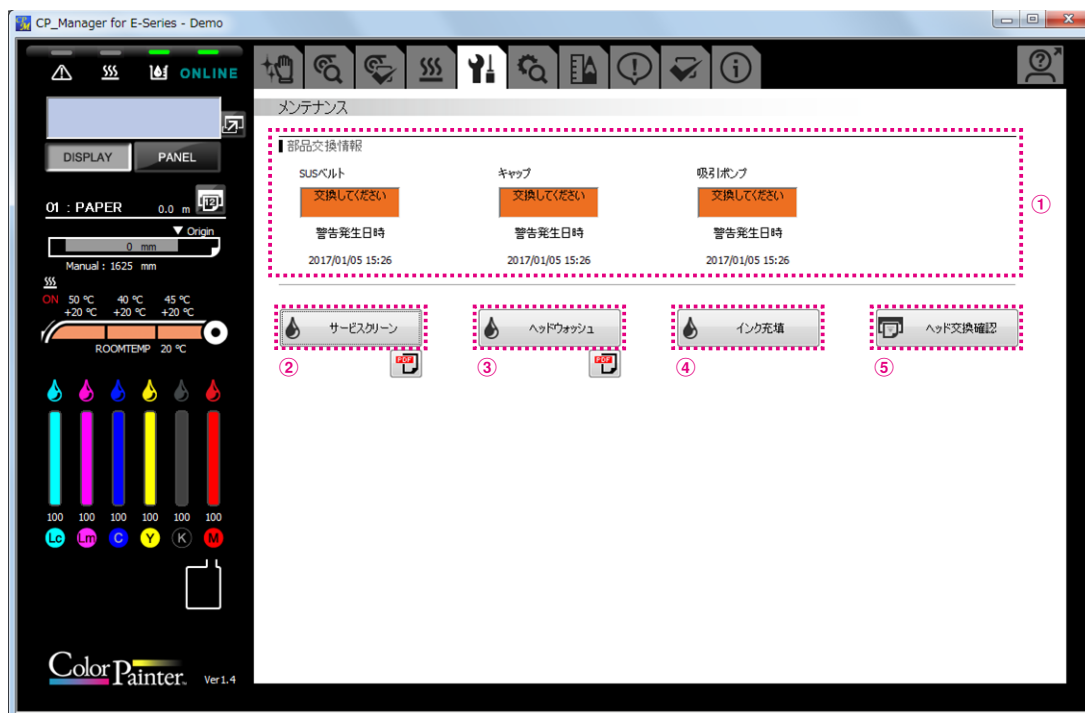 CP_Manager for E-Series - Demo
ONLINE
DISPLAY
PANEL
01 : PAPER
0.0 m
12
▼ Origin
0 mm
Manual : 1625 mm
ON 50 ℃ 40 ℃ 45 ℃
+20 ℃ +20 ℃ +20 ℃
ROOMTEMP 20 ℃
100 100 100 100 100 100
Lc Lm C Y K M
Color Painter
Ver1.4
メンテナンス
部品交換情報
SUSベルト キャップ 吸引ポンプ
交換してください 交換してください 交換してください
警告発生日時 警告発生日時 警告発生日時
2017/01/05 15:26 2017/01/05 15:26 2017/01/05 15:26
①
サービスクリーン ヘッドウォッシュ インク充填 ヘッド交換確認
② ③ ④ ⑤
PDF PDF